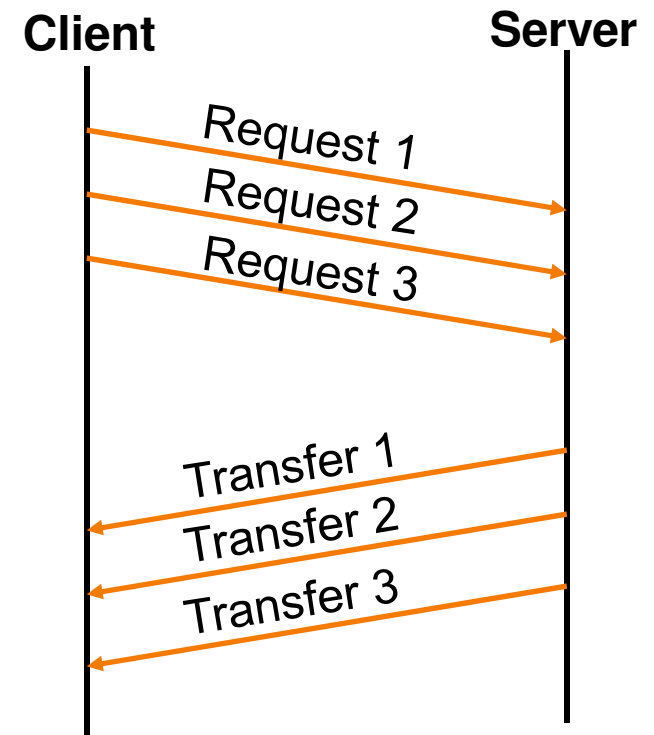 Client
Server
Request 1
Request 2
Request 3
Transfer 1
Transfer 2
Transfer 3